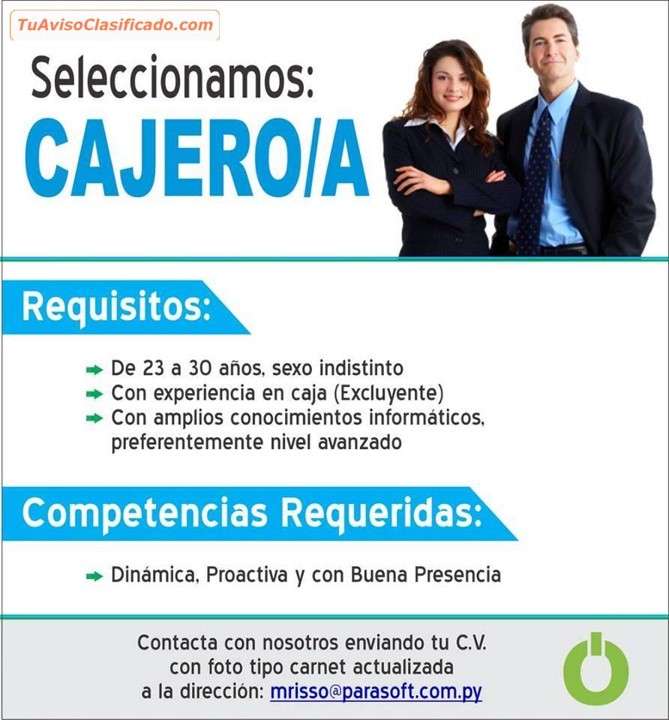 TuAvisoClasificado.com
Seleccionamos:
CAJERO/A
Requisitos:
De 23 a 30 años, sexo indistinto
Con experiencia en caja (Excluyente)
Con amplios conocimientos informáticos,
preferentemente nivel avanzado
Competencias Requeridas:
Dinámica, Proactiva y con Buena Presencia
Contacta con nosotros enviando tu C.V.
con foto tipo carnet actualizada
a la dirección: mrisso@parasoft.com.py